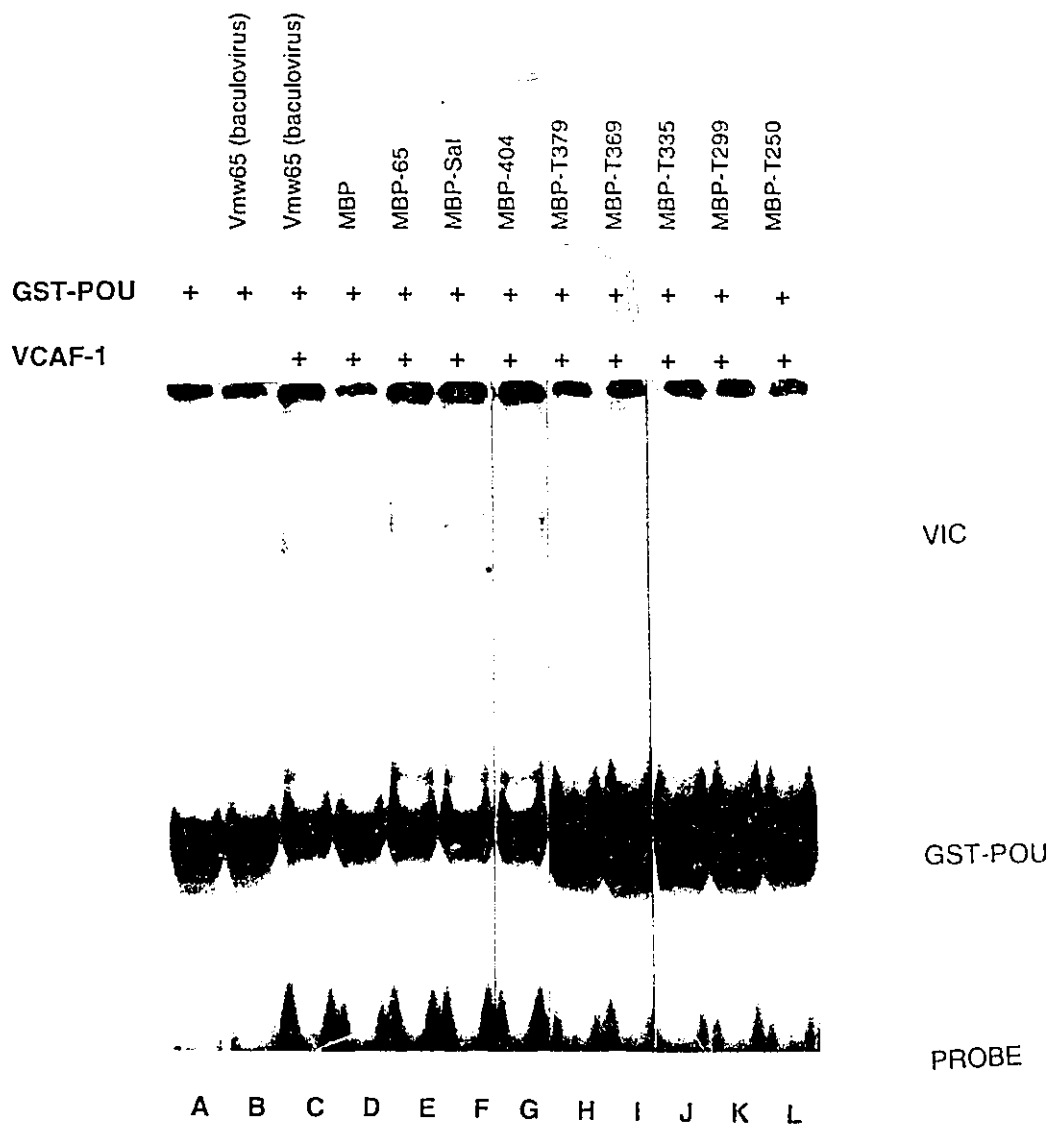 Vmw65 (baculovirus)
Vmw65 (baculovirus)
MBP
MBP-65
MBP-Sal
MBP-404
MBP-T379
MBP-T369
MBP-T335
MBP-T299
MBP-T250
GST-POU + + + + + + + + + + + +
VCAF-1 + + + + + + + + + +
VIC
GST-POU
PROBE
A B C D E F G H I J K L